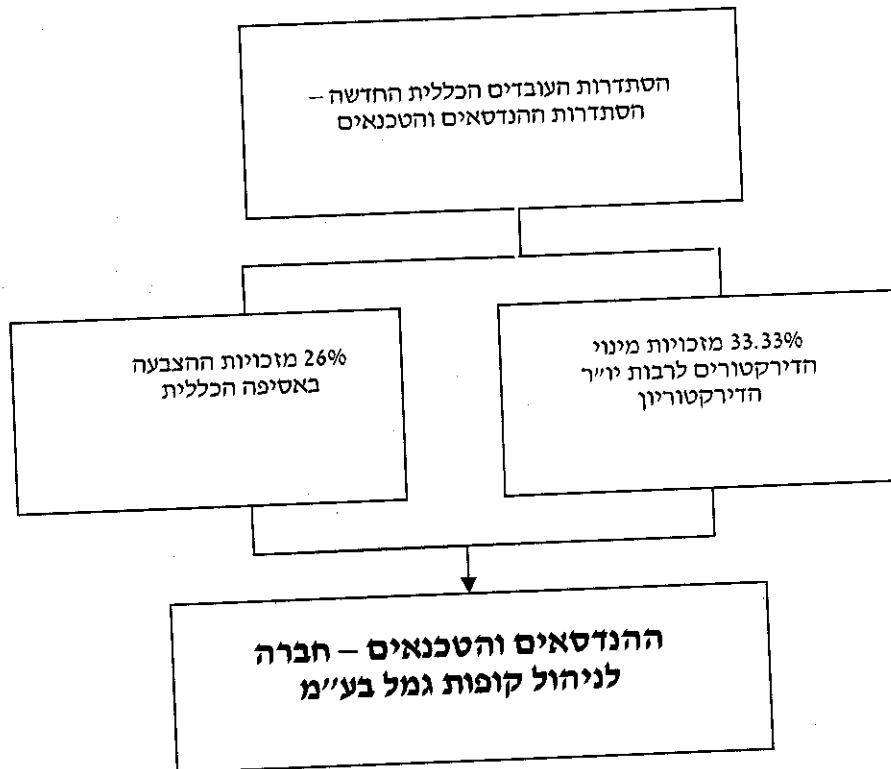 הסתדרות העובדים הכללית החדשה –
הסתדרות ההנדסאים והטכנאים
33.33% מזכויות מינוי
הדירקטורים לרבות יו״ר
הדירקטוריון
26% מזכויות ההצבעה
באסיפה הכללית
ההנדסאים והטכנאים – חברה
לניהול קופות גמל בע״מ